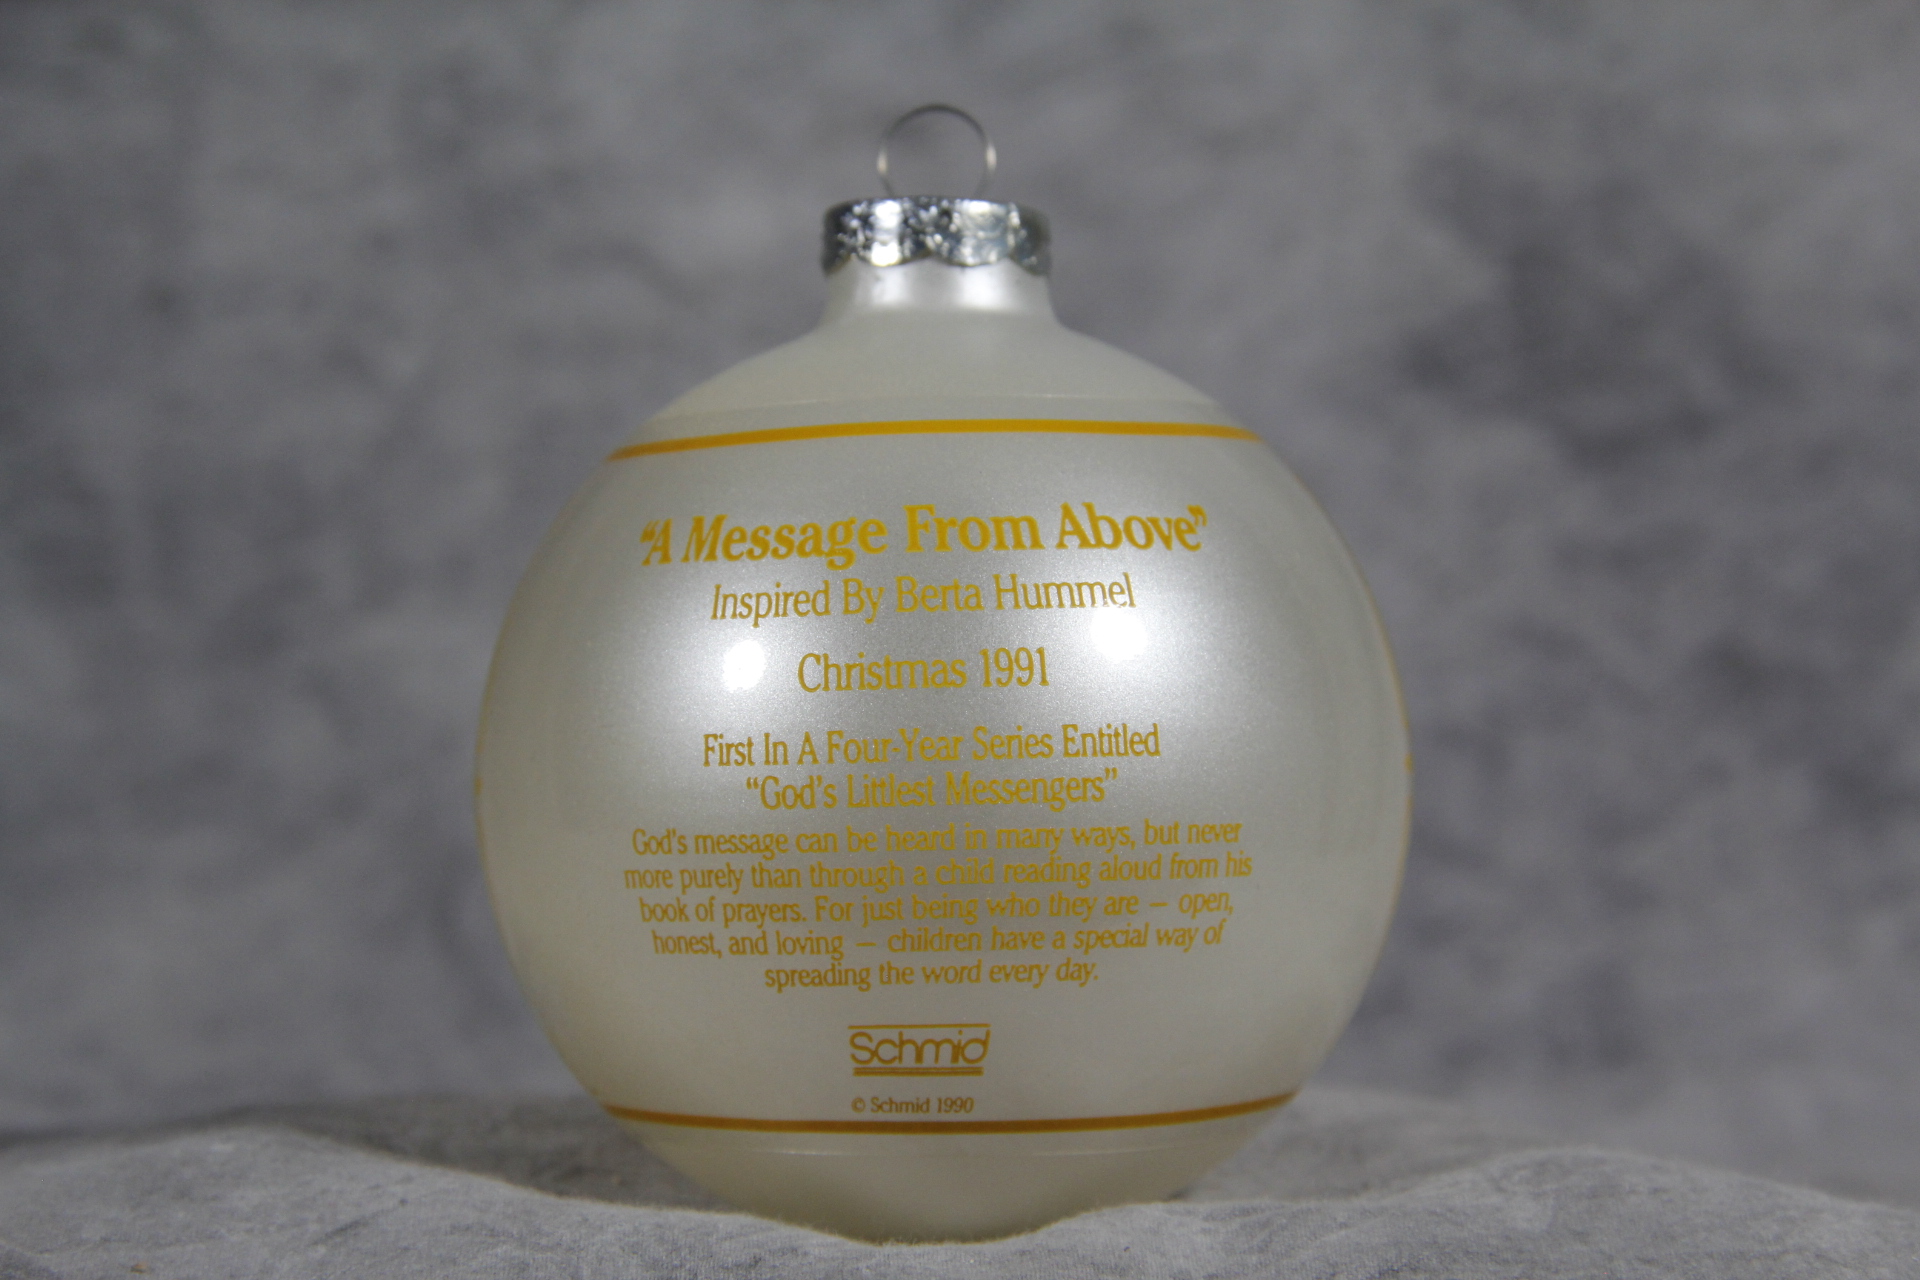 “A Message From Above”
Inspired By Berta Hummel
Christmas 1991
First In A Four-Year Series Entitled
“God’s Littlest Messengers”
God’s message can be heard in many ways, but never
more purely than through a child reading aloud from his
book of prayers. For just being who they are — open,
honest, and loving — children have a special way of
spreading the word every day.
Schmid
© Schmid 1990